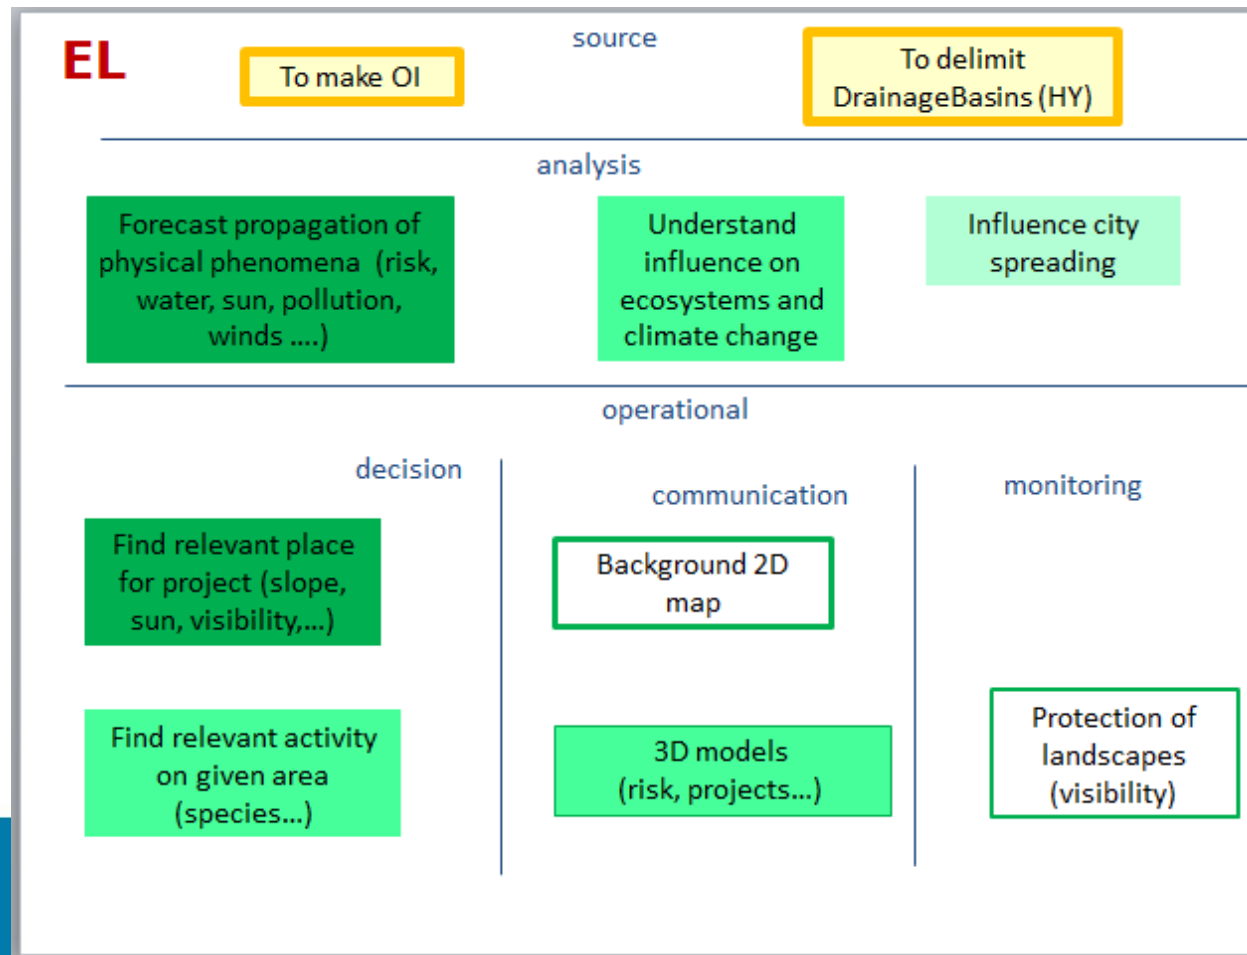 EL
source
To make OI
To delimit
DrainageBasins (HY)
analysis
Forecast propagation of
physical phenomena (risk,
water, sun, pollution,
winds ....)
Understand
influence on
ecosystems and
climate change
Influence city
spreading
operational
decision
communication
monitoring
Find relevant place
for project (slope,
sun, visibility,...)
Background 2D
map
Find relevant activity
on given area
(species...)
3D models
(risk, projects...)
Protection of
landscapes
(visibility)